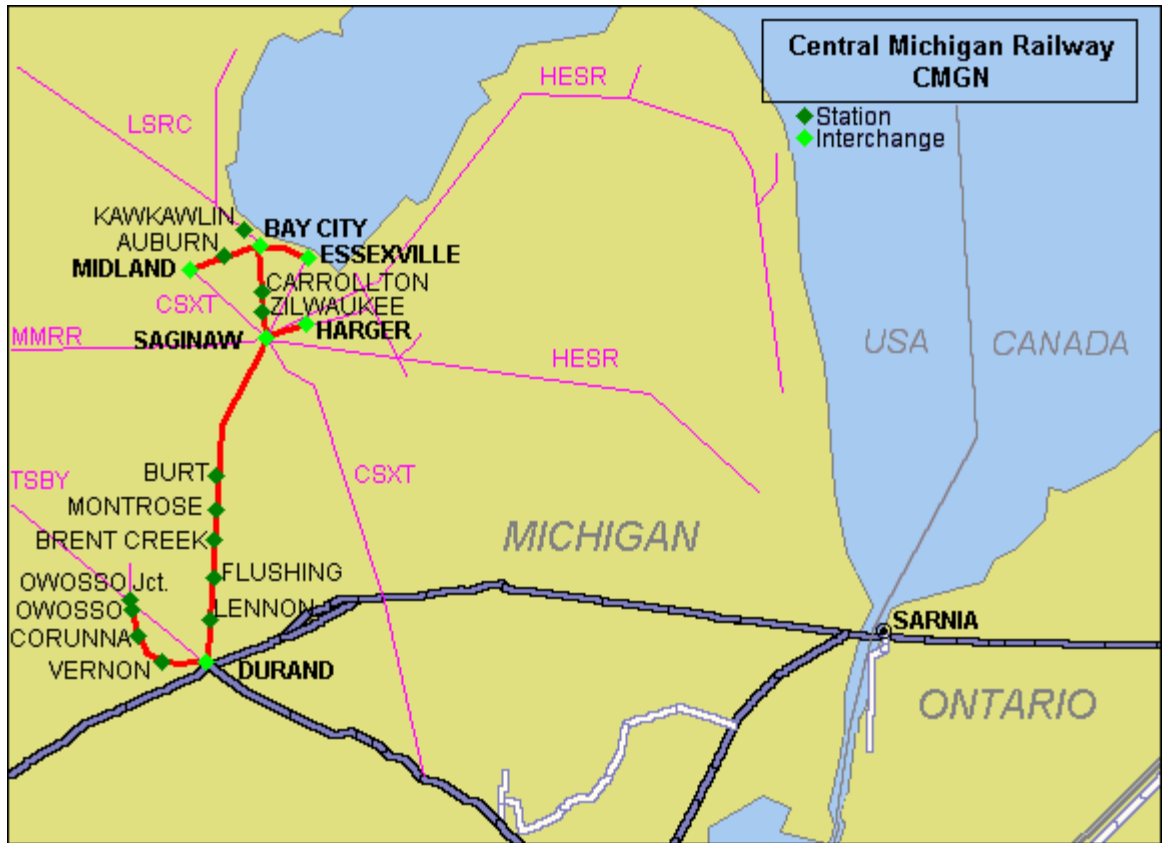 Central Michigan Railway
CMGN
Station
Interchange
HESR
LSRC
KAWKAWLIN
BAY CITY
AUBURN
ESSEXVILLE
MIDLAND
CARROLLTON
CSXT
ZILWAUKEE
HARGER
MMRR
SAGINAW
USA
CANADA
HESR
BURT
CSXT
TSBY
MONTROSE
MICHIGAN
BRENT CREEK
FLUSHING
OWOSSO Jct.
OWOSSO
LENNON
SARNIA
CORUNNA
VERNON
DURAND
ONTARIO